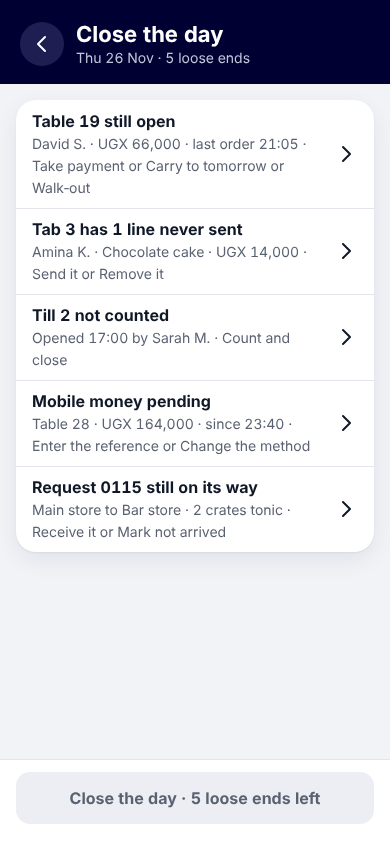 Close the day
Thu 26 Nov · 5 loose ends
Table 19 still open
David S. · UGX 66,000 · last order 21:05 ·
Take payment or Carry to tomorrow or
Walk-out
Tab 3 has 1 line never sent
Amina K. · Chocolate cake · UGX 14,000 ·
Send it or Remove it
Till 2 not counted
Opened 17:00 by Sarah M. · Count and
close
Mobile money pending
Table 28 · UGX 164,000 · since 23:40 ·
Enter the reference or Change the method
Request 0115 still on its way
Main store to Bar store · 2 crates tonic ·
Receive it or Mark not arrived
Close the day · 5 loose ends left